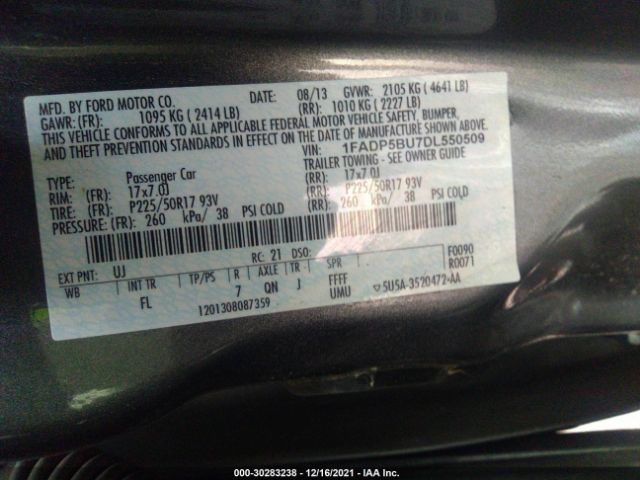 MFD. BY FORD MOTOR CO. DATE: 08/13 GVWR: 2105 KG ( 4641 LB)
GAWR: (FR): 1095 KG ( 2414 LB) (RR): 1010 KG ( 2227 LB)
THIS VEHICLE CONFORMS TO ALL APPLICABLE FEDERAL MOTOR VEHICLE SAFETY, BUMPER,
AND THEFT PREVENTION STANDARDS IN EFFECT ON THE DATE OF MANUFACTURE SHOWN ABOVE.
VIN: 1FADP5BU7DL550509
TYPE: Passenger Car TRAILER TOWING - SEE OWNER GUIDE
RIM: (FR): 17x7.0J (RR): 17x7.0J
TIRE: (FR): P225/50R17 93V (RR): P225/50R17 93V
PRESSURE: (FR): 260 kPa/ 38 PSI COLD (RR): 260 kPa/ 38 PSI COLD
EXT PNT: UJ RC: 21 DSO: F0090
WB INT TR TP/PS R AXLE TR SPR R0071
FL 7 QN J FFFF
UMU
1201308087359 5U5A-3520472-AA
000-30283238 - 12/16/2021 - IAA Inc.